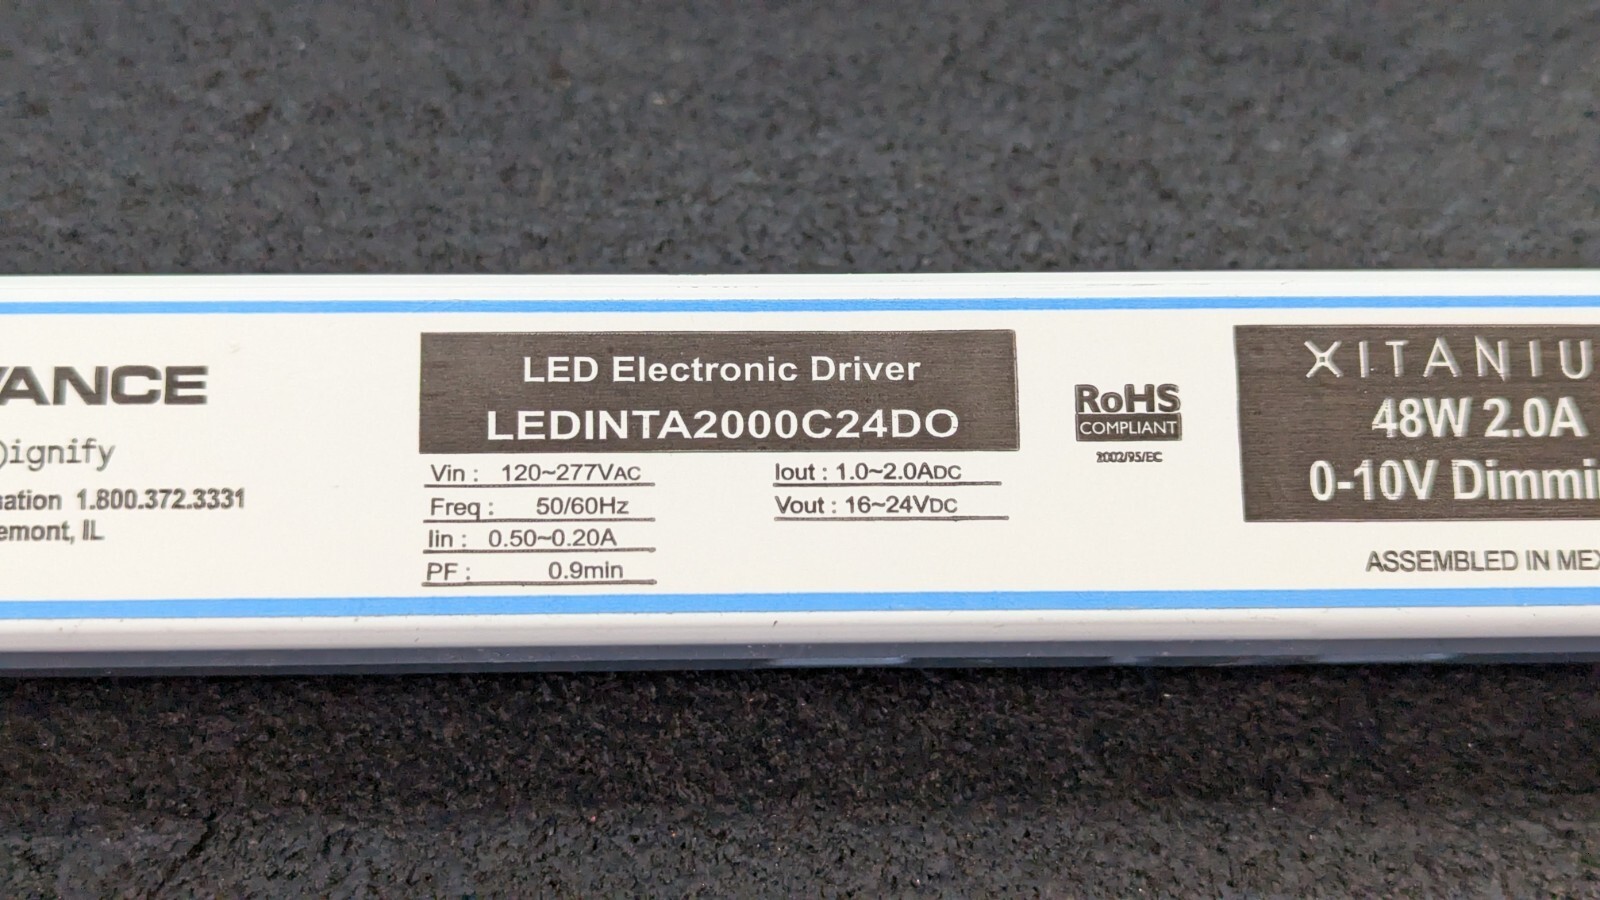 VANCE
ignify
ation 1.800.372.3331
emont, IL
LED Electronic Driver
LEDINTA2000C24DO
Vin : 120~277VAC
Freq : 50/60Hz
Iin : 0.50~0.20A
PF : 0.9min
Iout : 1.0~2.0ADC
Vout : 16~24VDC
RoHS
COMPLIANT
2002/95/EC
XITANIU
48W 2.0A
0-10V Dimmin
ASSEMBLED IN MEX